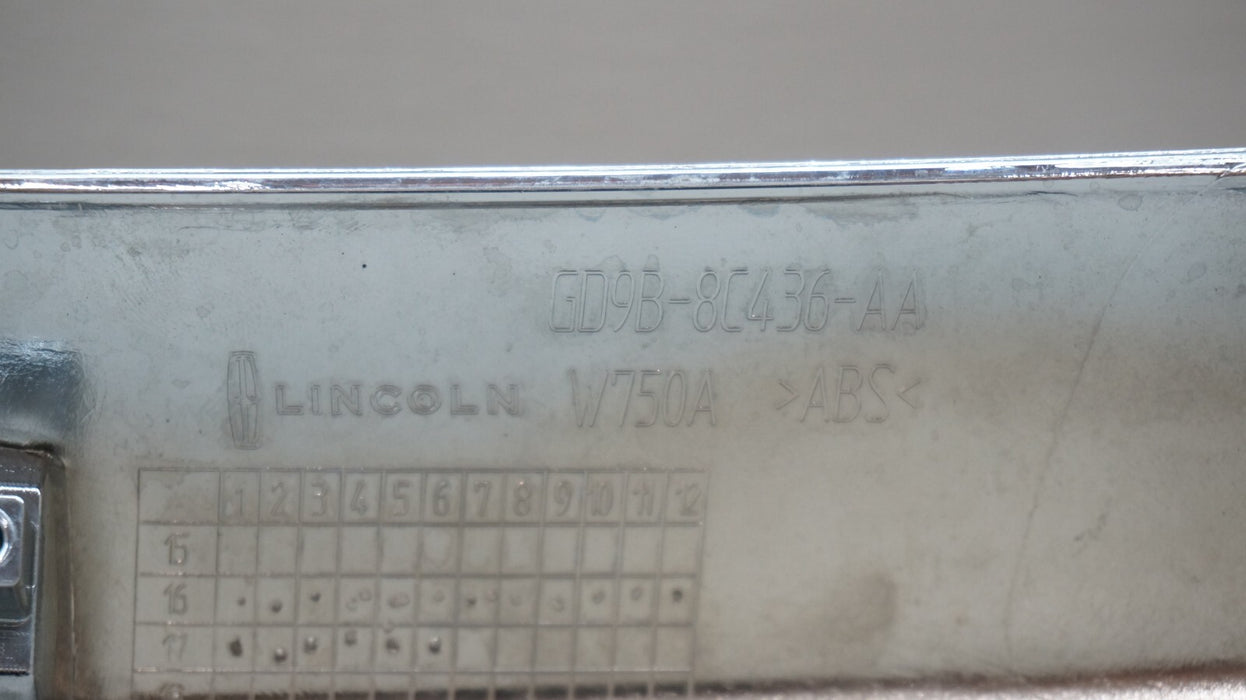 GD9B-8C436-AA
LINCOLN W750A >ABS<
1 2 3 4 5 6 7 8 9 10 11 12
15
16
17